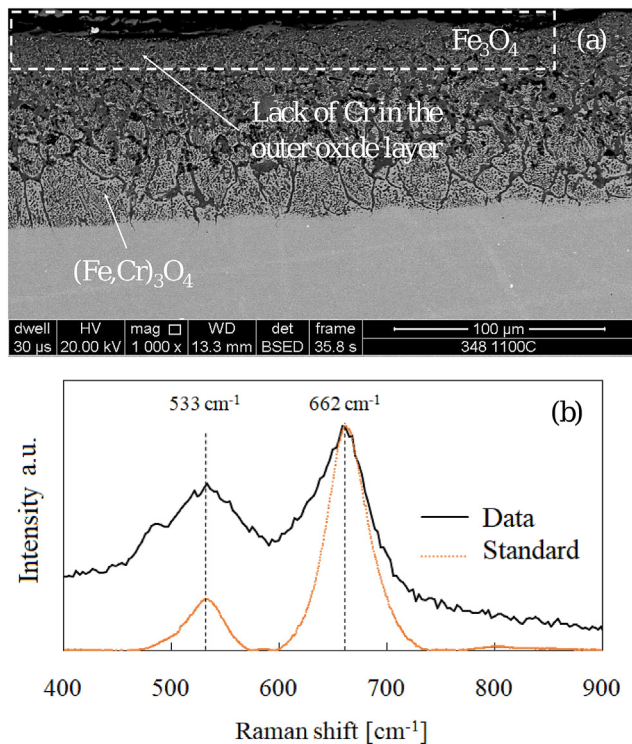 Fe₃O₄
(a)
Lack of Cr in the
outer oxide layer
(Fe,Cr)₃O₄
dwell HV mag □ WD det frame 100 µm
30 µs 20.00 kV 1 000 x 13.3 mm BSED 35.8 s 348 1100C
533 cm⁻¹ 662 cm⁻¹ (b)
Data
Standard
Intensity a.u.
400 500 600 700 800 900
Raman shift [cm⁻¹]